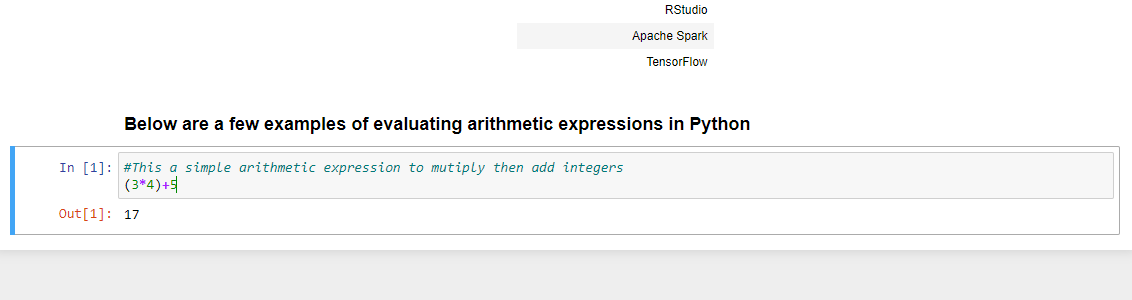 RStudio
Apache Spark
TensorFlow
Below are a few examples of evaluating arithmetic expressions in Python
In [1]: #This a simple arithmetic expression to mutiply then add integers
(3*4)+5
Out[1]: 17